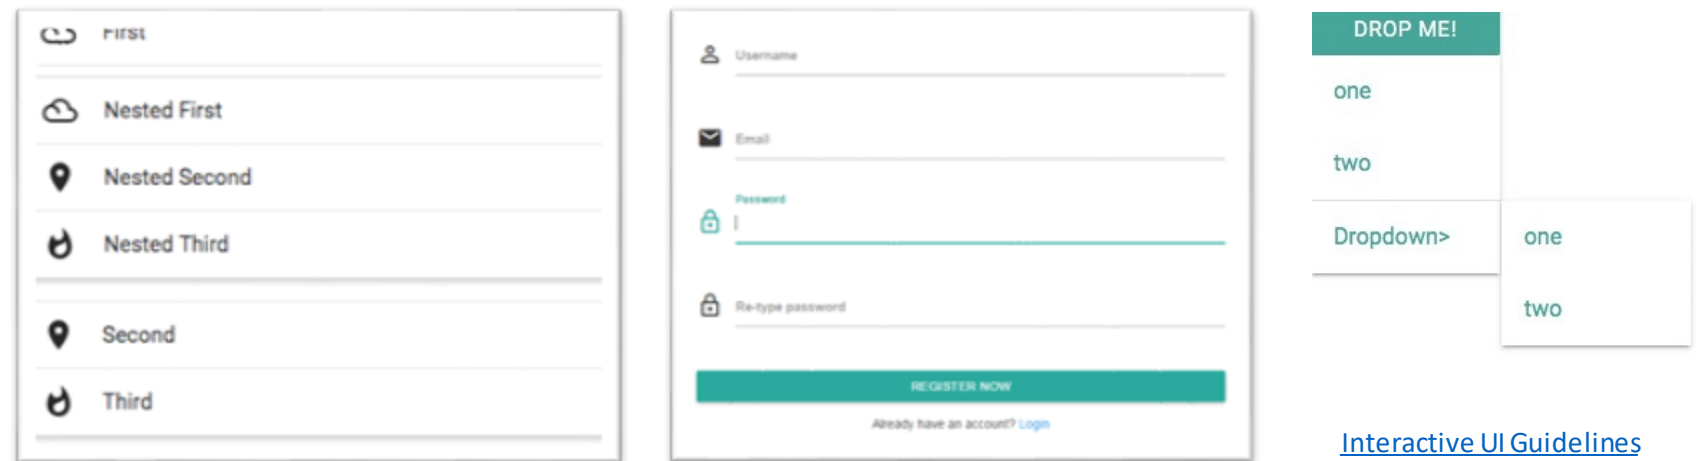 First
Nested First
Nested Second
Nested Third
Second
Third
Username
Email
Password
Re-type password
REGISTER NOW
Already have an account? Login
DROP ME!
one
two
Dropdown>
one
two
Interactive UI Guidelines